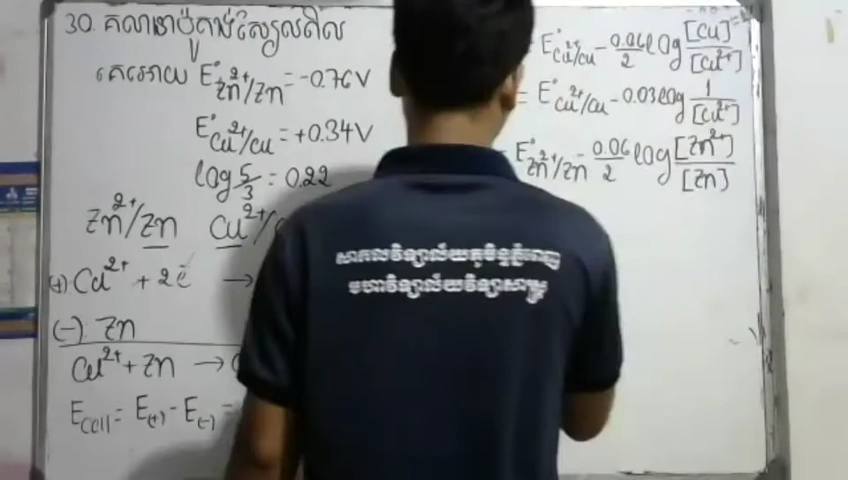 30. គណនាប៉ូតង់ស្យែលពិល
គេអោយ E°Zn²⁺/Zn = -0.76V
E°Cu²⁺/Cu = +0.34V
log 5/3 = 0.22
Zn²⁺/Zn Cu²⁺/
(+) Cu²⁺ + 2e⁻ →
(-) Zn
Cu²⁺ + Zn →
Ecell = E(+) - E(-) =
E°Cu²⁺/Cu - 0.06/2 log [Cu]/[Cu²⁺]
= E°Cu²⁺/Cu - 0.03 log 1/[Cu²⁺]
E°Zn²⁺/Zn - 0.06/2 log [Zn²⁺]/[Zn]
សាកលវិទ្យាល័យភូមិន្ទភ្នំពេញ
មហាវិទ្យាល័យវិទ្យាសាស្ត្រ